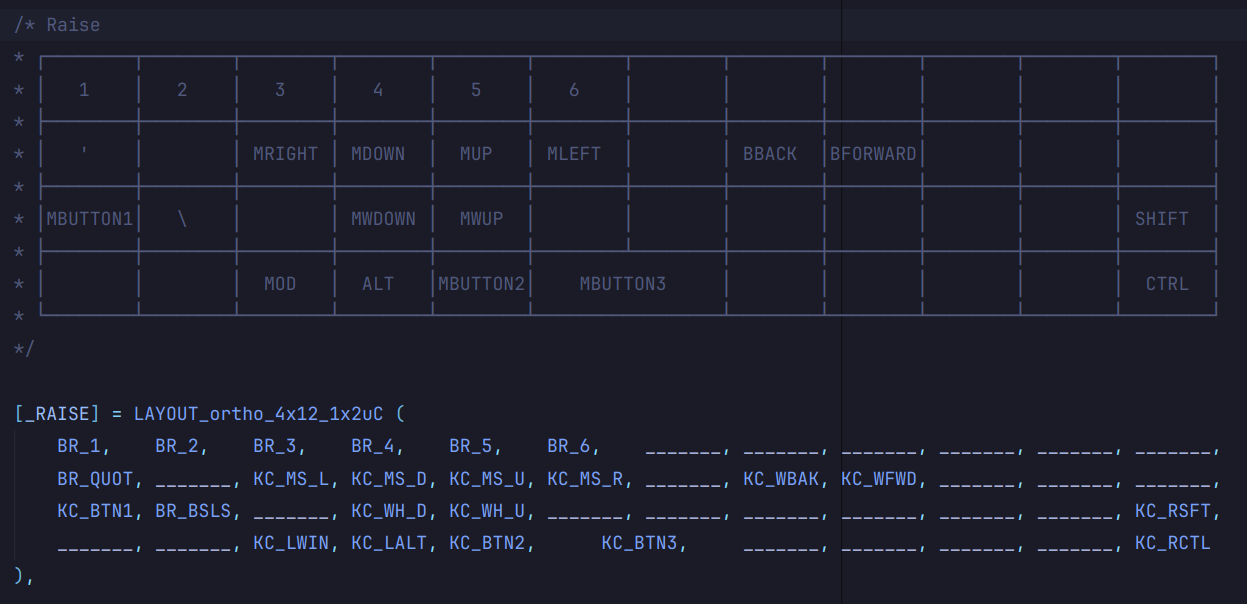 /* Raise
* ┌────────┬────────┬────────┬────────┬────────┬────────┬────────┬────────┬────────┬────────┬────────┬────────┐
* │   1    │   2    │   3    │   4    │   5    │   6    │        │        │        │        │        │        │
* ├────────┼────────┼────────┼────────┼────────┼────────┼────────┼────────┼────────┼────────┼────────┼────────┤
* │   '    │        │ MRIGHT │ MDOWN  │  MUP   │ MLEFT  │        │ BBACK  │BFORWARD│        │        │        │
* ├────────┼────────┼────────┼────────┼────────┼────────┼────────┼────────┼────────┼────────┼────────┼────────┤
* │MBUTTON1│   \    │        │ MWDOWN │  MWUP  │        │        │        │        │        │        │ SHIFT  │
* ├────────┼────────┼────────┼────────┼────────┼────────┴────────┼────────┼────────┼────────┼────────┼────────┤
* │        │        │  MOD   │  ALT   │MBUTTON2│    MBUTTON3     │        │        │        │        │  CTRL  │
* └────────┴────────┴────────┴────────┴────────┴─────────────────┴────────┴────────┴────────┴────────┴────────┘
*/
[_RAISE] = LAYOUT_ortho_4x12_1x2uC (
    BR_1,    BR_2,    BR_3,    BR_4,    BR_5,    BR_6,    _______, _______, _______, _______, _______, _______,
    BR_QUOT, _______, KC_MS_L, KC_MS_D, KC_MS_U, KC_MS_R, _______, KC_WBAK, KC_WFWD, _______, _______, _______,
    KC_BTN1, BR_BSLS, _______, KC_WH_D, KC_WH_U, _______, _______, _______, _______, _______, _______, KC_RSFT,
    _______, _______, KC_LWIN, KC_LALT, KC_BTN2,      KC_BTN3,     _______, _______, _______, _______, KC_RCTL
),